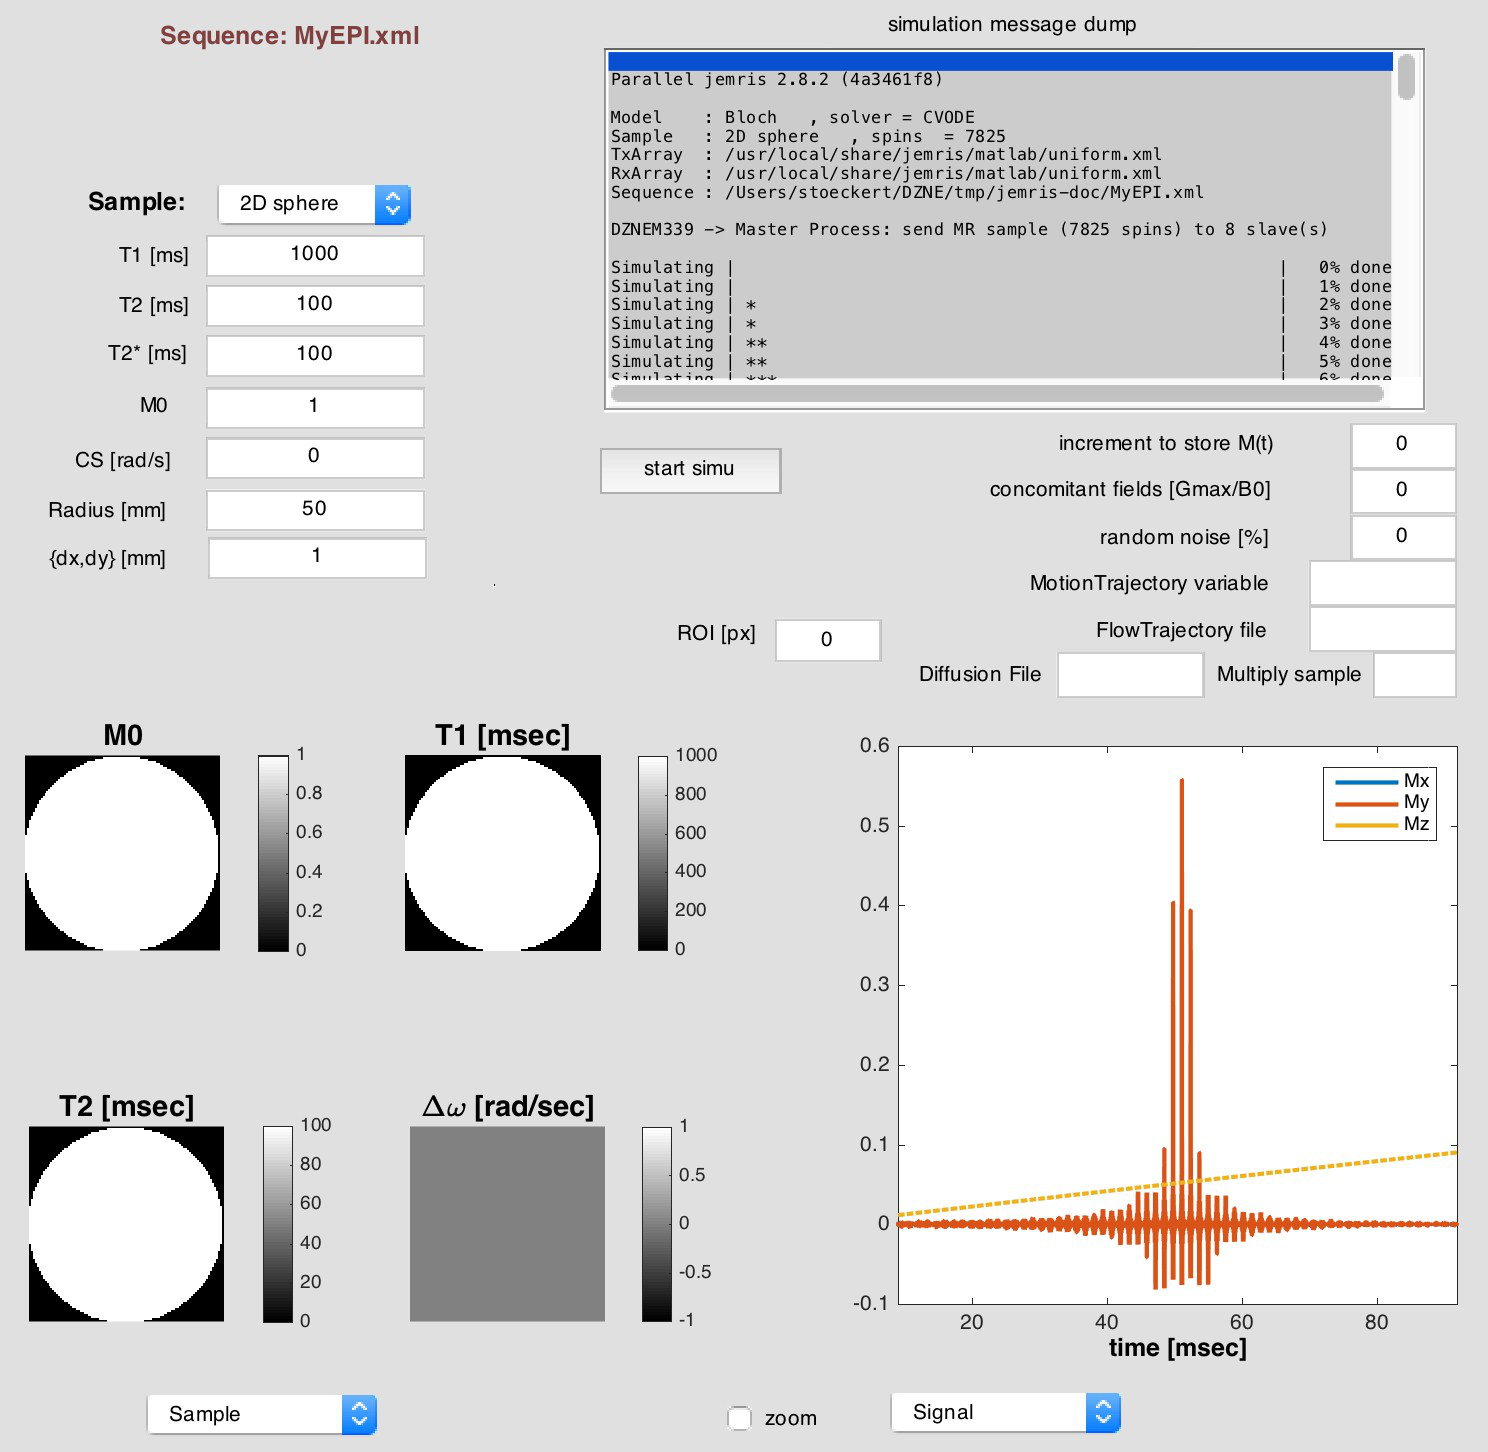 Sequence: MyEPI.xml
simulation message dump
Parallel jemris 2.8.2 (4a3461f8)
Model    : Bloch   , solver = CVODE
Sample   : 2D sphere   , spins  = 7825
TxArray  : /usr/local/share/jemris/matlab/uniform.xml
RxArray  : /usr/local/share/jemris/matlab/uniform.xml
Sequence : /Users/stoeckert/DZNE/tmp/jemris-doc/MyEPI.xml
DZNEM339 -> Master Process: send MR sample (7825 spins) to 8 slave(s)
Simulating |                                   |   0% done
Simulating |                                   |   1% done
Simulating | *                                 |   2% done
Simulating | *                                 |   3% done
Simulating | **                                |   4% done
Simulating | **                                |   5% done
Simulating | ***                               |   6% done
Sample: 2D sphere
T1 [ms] 1000
T2 [ms] 100
T2* [ms] 100
M0 1
CS [rad/s] 0
Radius [mm] 50
{dx,dy} [mm] 1
start simu
increment to store M(t) 0
concomitant fields [Gmax/B0] 0
random noise [%] 0
MotionTrajectory variable
FlowTrajectory file
ROI [px] 0
Diffusion File
Multiply sample
M0
1
0.8
0.6
0.4
0.2
0
T1 [msec]
1000
800
600
400
200
0
T2 [msec]
100
80
60
40
20
0
Δω [rad/sec]
1
0.5
0
-0.5
-1
0.6
0.5
0.4
0.3
0.2
0.1
0
-0.1
Mx
My
Mz
20 40 60 80
time [msec]
Sample
zoom
Signal